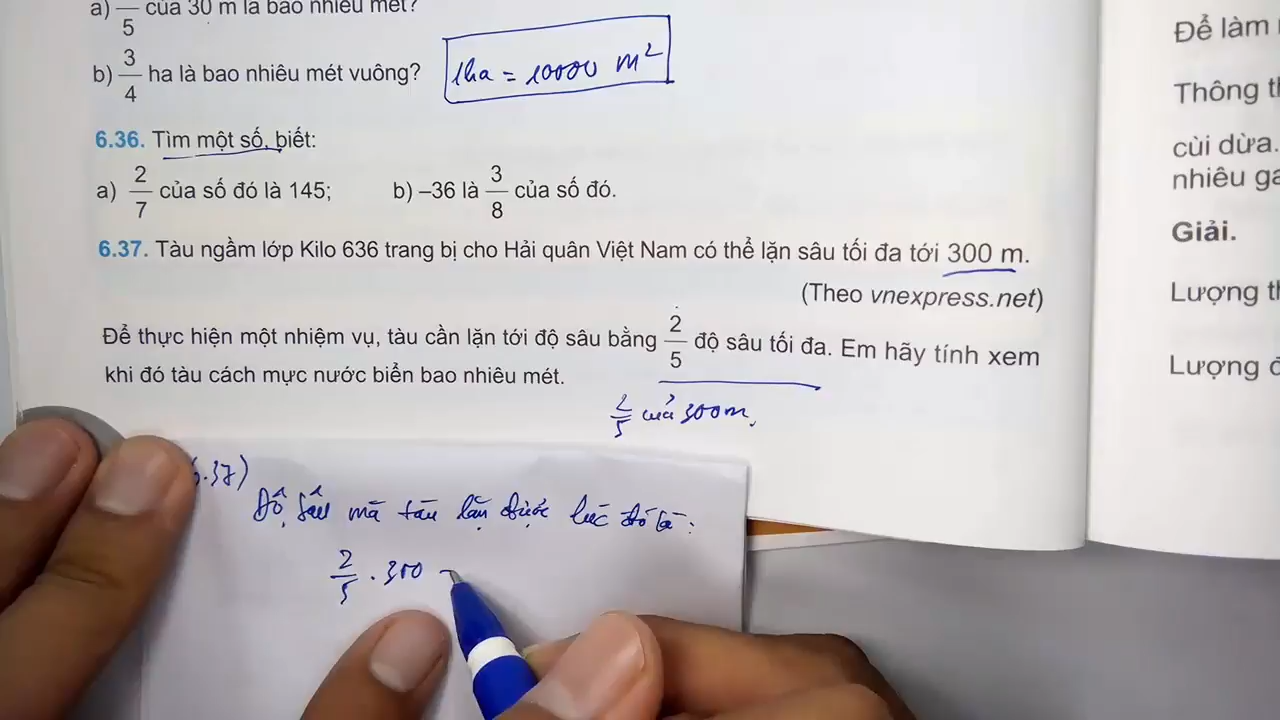 a) 5 của 30 m là bao nhiêu mét?
b) 3/4 ha là bao nhiêu mét vuông?
1ha = 10000 m²
6.36. Tìm một số, biết:
a) 2/7 của số đó là 145; b) –36 là 3/8 của số đó.
6.37. Tàu ngầm lớp Kilo 636 trang bị cho Hải quân Việt Nam có thể lặn sâu tối đa tới 300 m.
(Theo vnexpress.net)
Để thực hiện một nhiệm vụ, tàu cần lặn tới độ sâu bằng 2/5 độ sâu tối đa. Em hãy tính xem
khi đó tàu cách mực nước biển bao nhiêu mét.
2/5 của 300m.
6.37)
Độ sâu mà tàu lặn được lúc đó là:
2/5 . 300
Để làm
Thông
cùi dừa.
nhiêu
Giải.
Lượng
Lượng